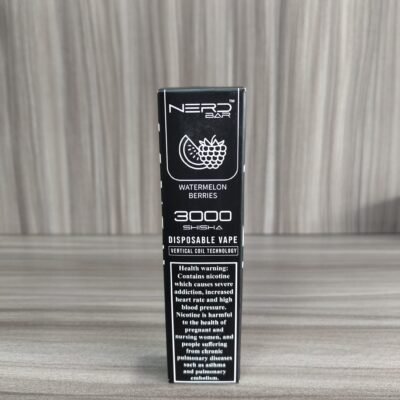 NERD™
BAR
WATERMELON
BERRIES
3000
SHISHA
DISPOSABLE VAPE
VERTICAL COIL TECHNOLOGY
Health warning:
Contains nicotine
which causes severe
addiction, increased
heart rate and high
blood pressure.
Nicotine is harmful
to the health of
pregnant and
nursing women, and
people suffering
from chronic
pulmonary diseases
such as asthma
and pulmonary
embolism.